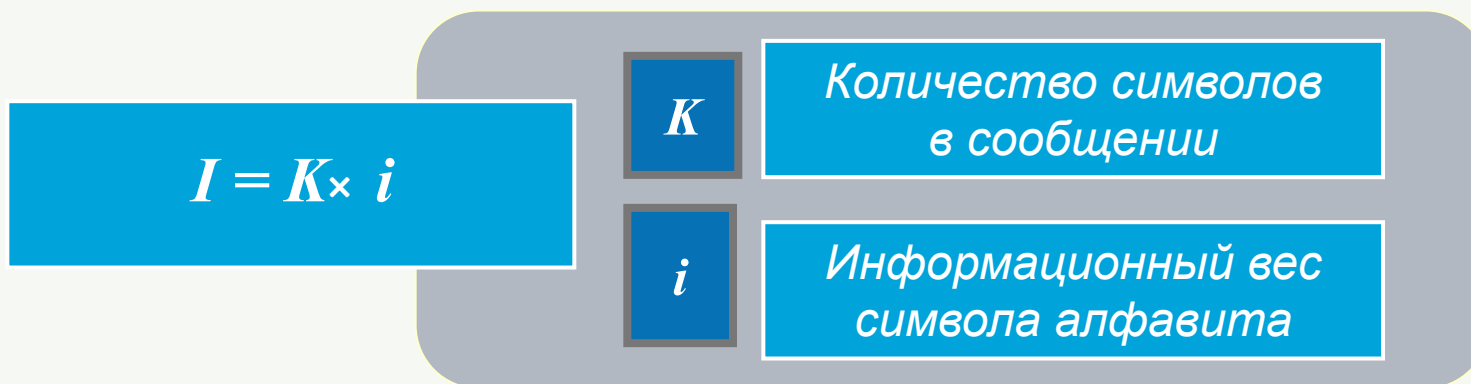 I = K× i
K
Количество символов
в сообщении
i
Информационный вес
символа алфавита